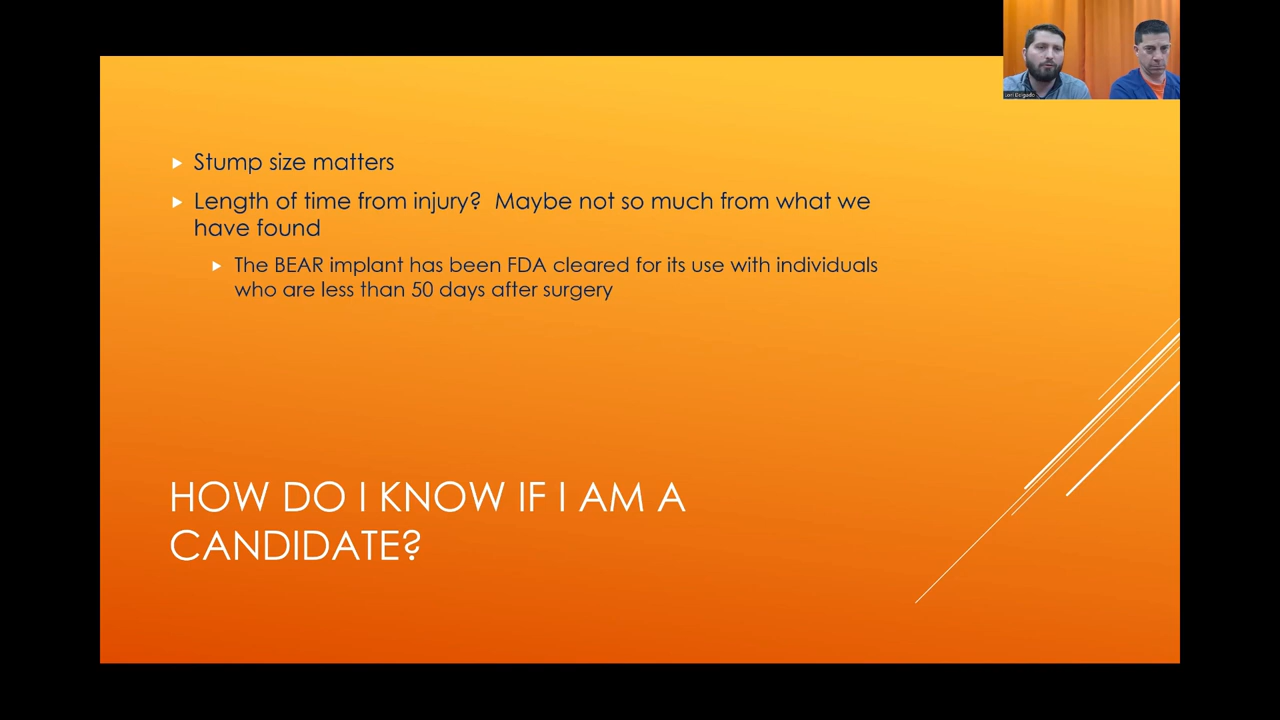 Lori Delgado
Stump size matters
Length of time from injury? Maybe not so much from what we
have found
The BEAR implant has been FDA cleared for its use with individuals
who are less than 50 days after surgery
HOW DO I KNOW IF I AM A
CANDIDATE?